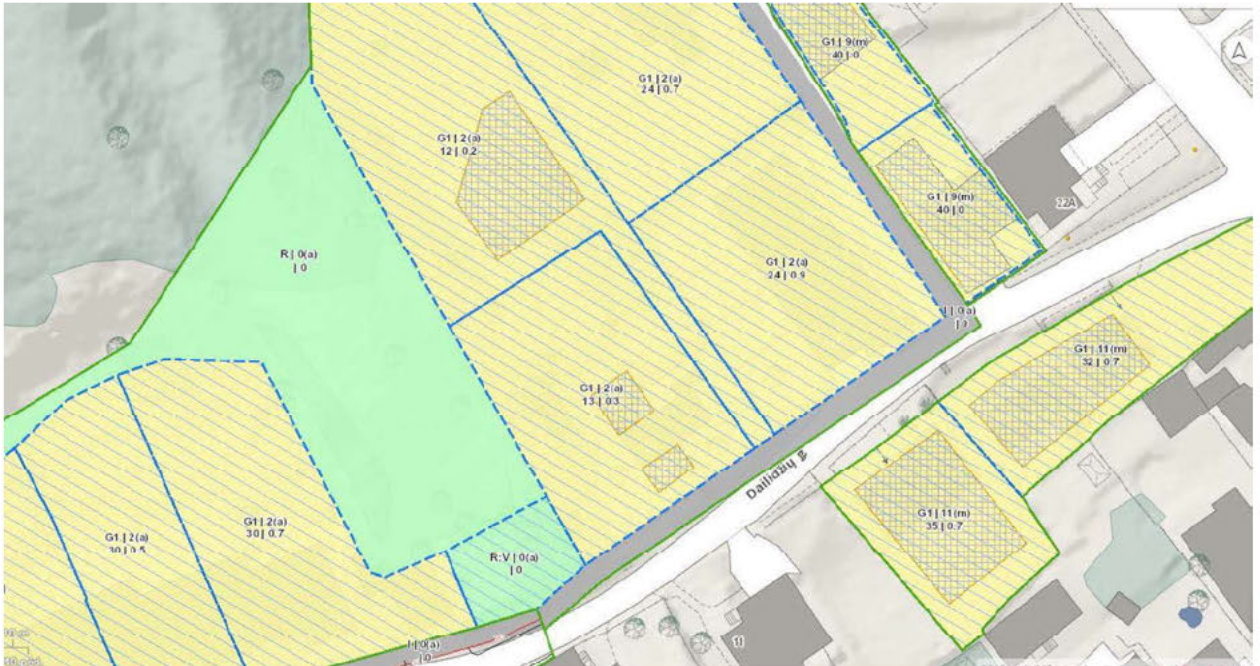 G1 | 9(m)
40 | 0
G1 | 2(a)
24 | 0.7
G1 | 2(a)
12 | 0.2
G1 | 9(m)
40 | 0
22A
R | 0(a)
| 0
G1 | 2(a)
24 | 0.9
I | 0(a)
| 0
G1 | 11(m)
32 | 0.7
G1 | 2(a)
13 | 0.3
Dailidžių g
G1 | 11(m)
35 | 0.7
G1 | 2(a)
30 | 0.7
G1 | 2(a)
30 | 0.5
R:V | 0(a)
| 0
11
I | 0(a)
| 0